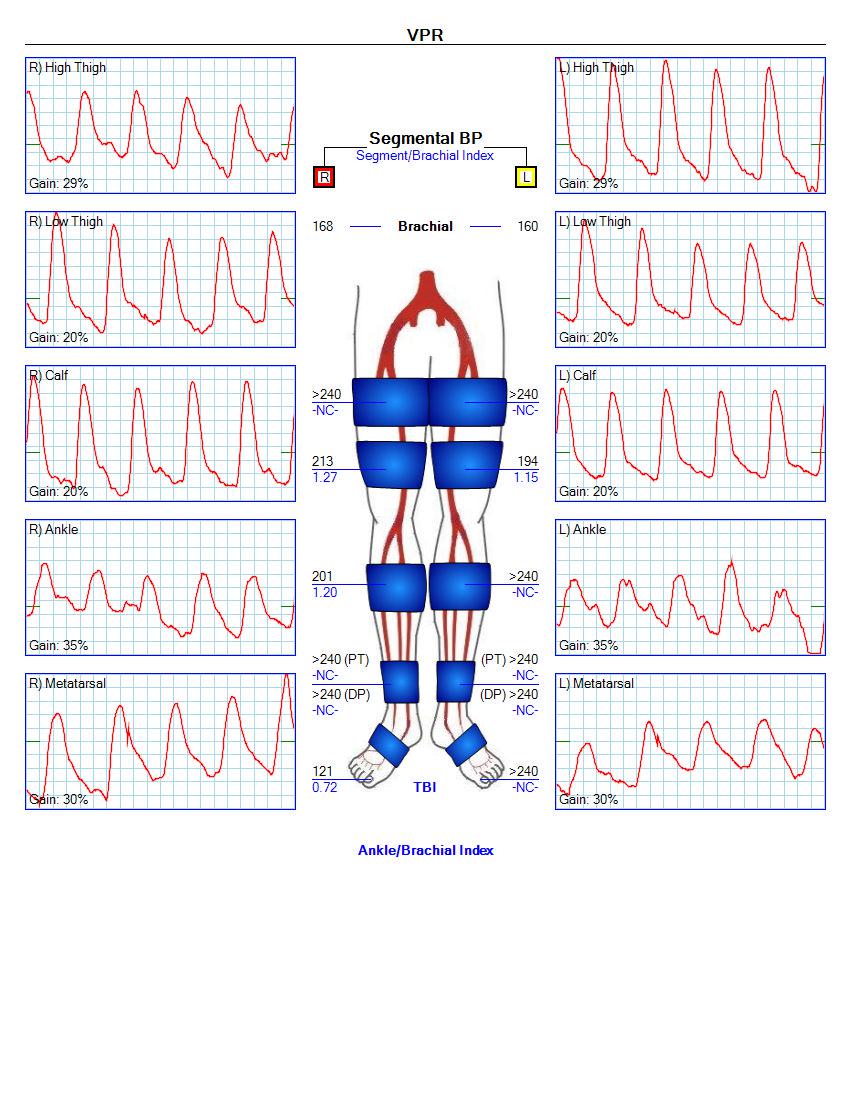 VPR
R) High Thigh
Gain: 29%
R) Low Thigh
Gain: 20%
R) Calf
Gain: 20%
R) Ankle
Gain: 35%
R) Metatarsal
Gain: 30%
Segmental BP
Segment/Brachial Index
R
L
168 Brachial 160
>240 >240
-NC- -NC-
213 194
1.27 1.15
201 >240
1.20 -NC-
>240 (PT) (PT) >240
-NC- -NC-
>240 (DP) (DP) >240
-NC- -NC-
121 >240
0.72 TBI -NC-
Ankle/Brachial Index
L) High Thigh
Gain: 29%
L) Low Thigh
Gain: 20%
L) Calf
Gain: 20%
L) Ankle
Gain: 35%
L) Metatarsal
Gain: 30%